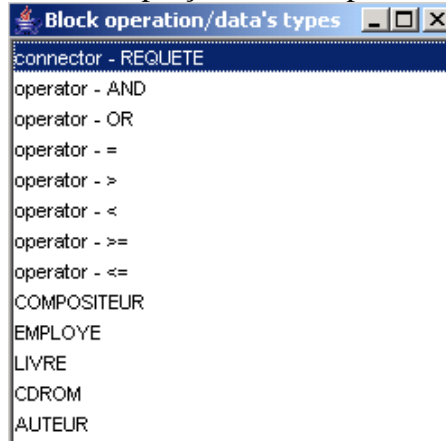 Block operation/data's types
connector - REQUETE
operator - AND
operator - OR
operator - =
operator - >
operator - <
operator - >=
operator - <=
COMPOSITEUR
EMPLOYE
LIVRE
CDROM
AUTEUR